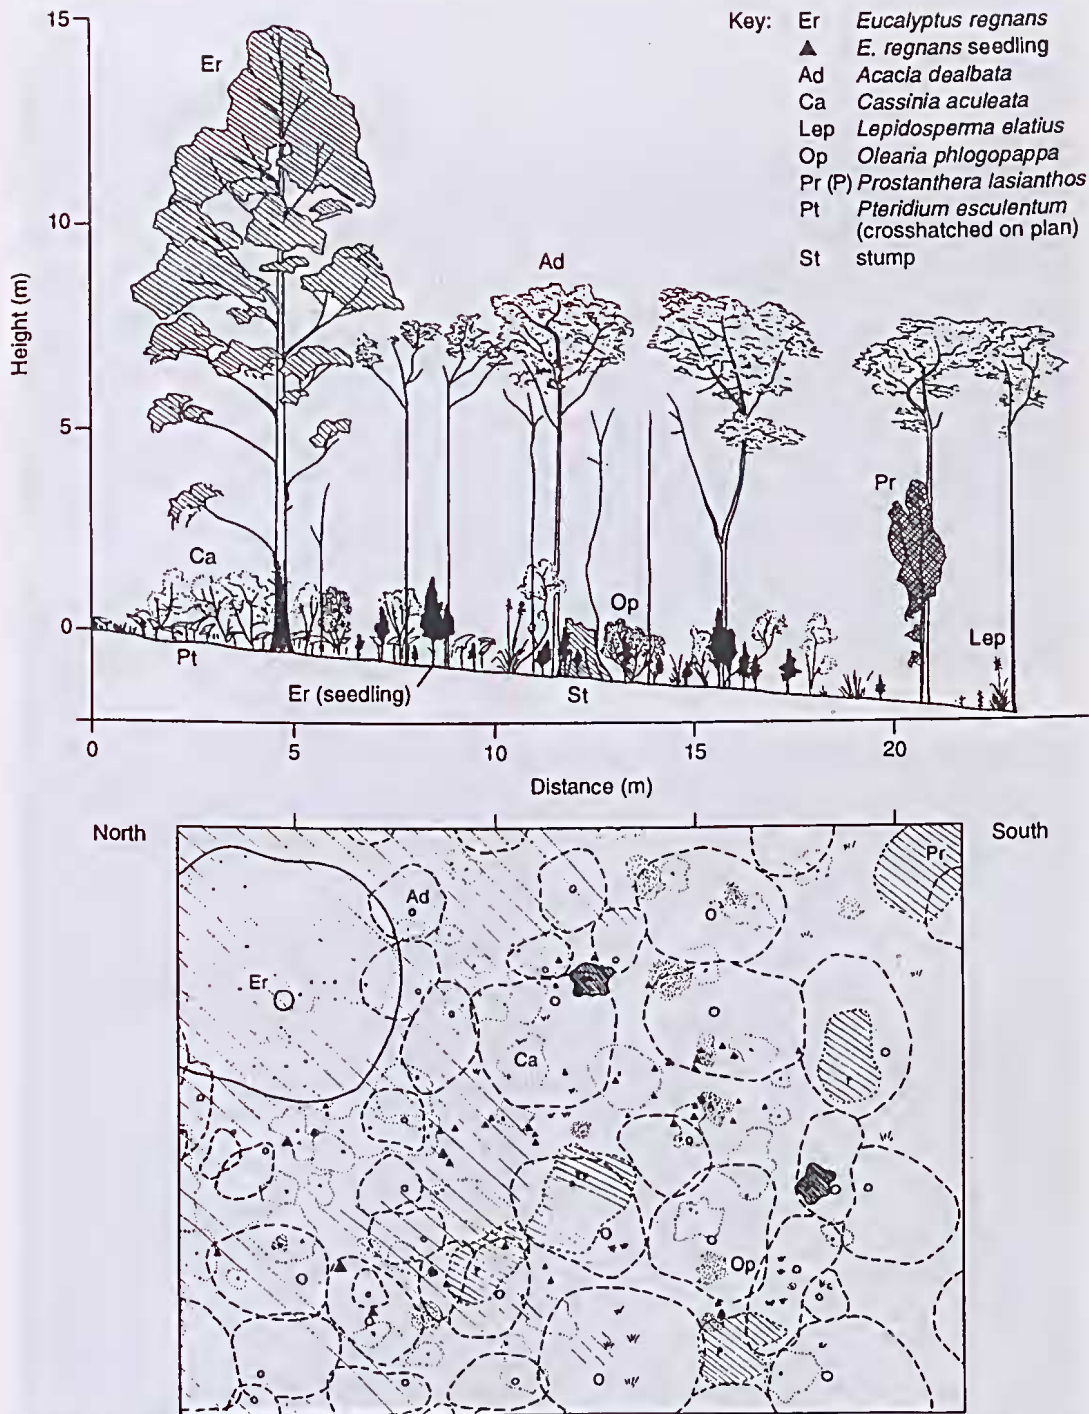 15
Key: Er Eucalyptus regnans
▲ E. regnans seedling
Ad Acacia dealbata
Ca Cassinia aculeata
Lep Lepidosperma elatius
Op Olearia phlogopappa
Pr (P) Prostanthera lasianthos
Pt Pteridium esculentum
(crosshatched on plan)
St stump
Er
10
Ad
Height (m)
5
Pr
Ca
Op
0
Lep
Pt
Er (seedling)
St
0 5 10 15 20
Distance (m)
North South
Pr
Ad
Er
Ca
Op